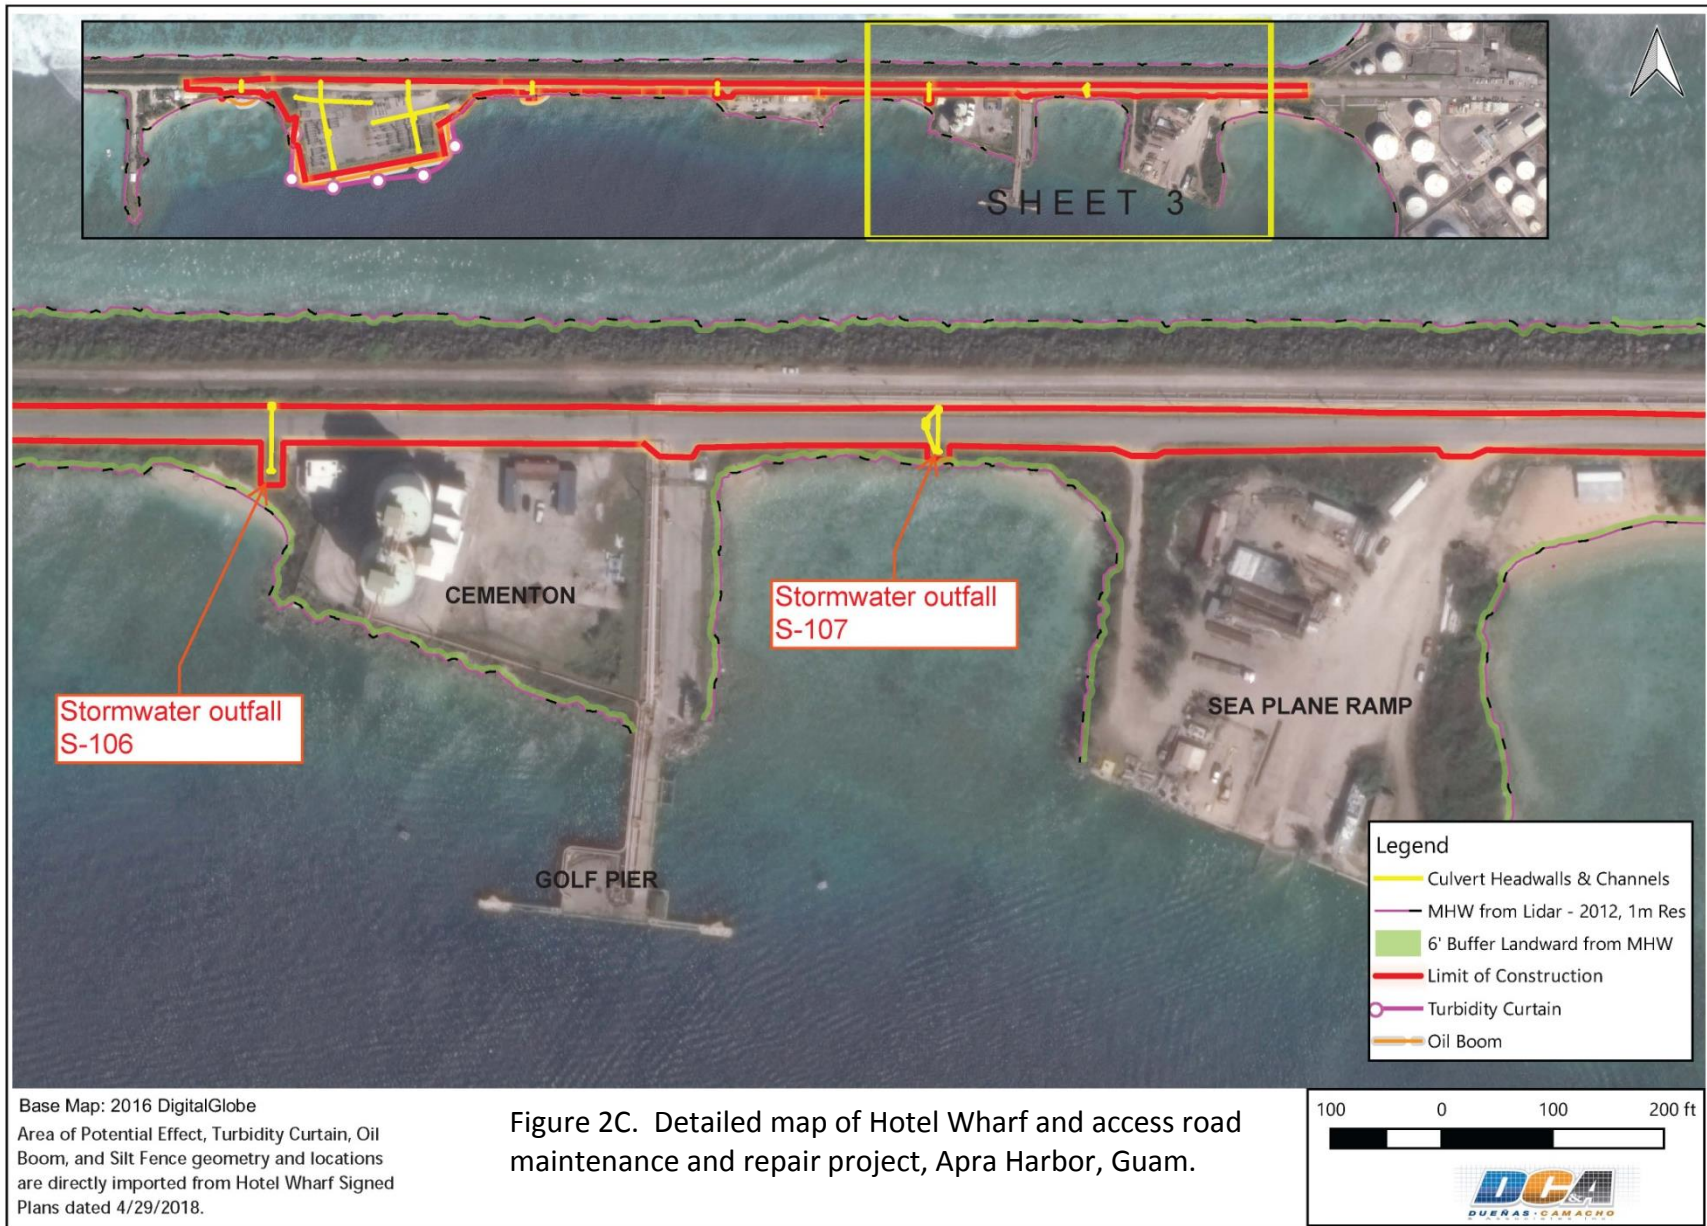 SHEET 3
CEMENTON
Stormwater outfall
S-107
Stormwater outfall
S-106
SEA PLANE RAMP
GOLF PIER
Legend
Culvert Headwalls & Channels
MHW from Lidar - 2012, 1m Res
6' Buffer Landward from MHW
Limit of Construction
Turbidity Curtain
Oil Boom
Base Map: 2016 DigitalGlobe
Area of Potential Effect, Turbidity Curtain, Oil
Boom, and Silt Fence geometry and locations
are directly imported from Hotel Wharf Signed
Plans dated 4/29/2018.
Figure 2C. Detailed map of Hotel Wharf and access road
maintenance and repair project, Apra Harbor, Guam.
100 0 100 200 ft
DC&A
DUEÑAS · CAMACHO